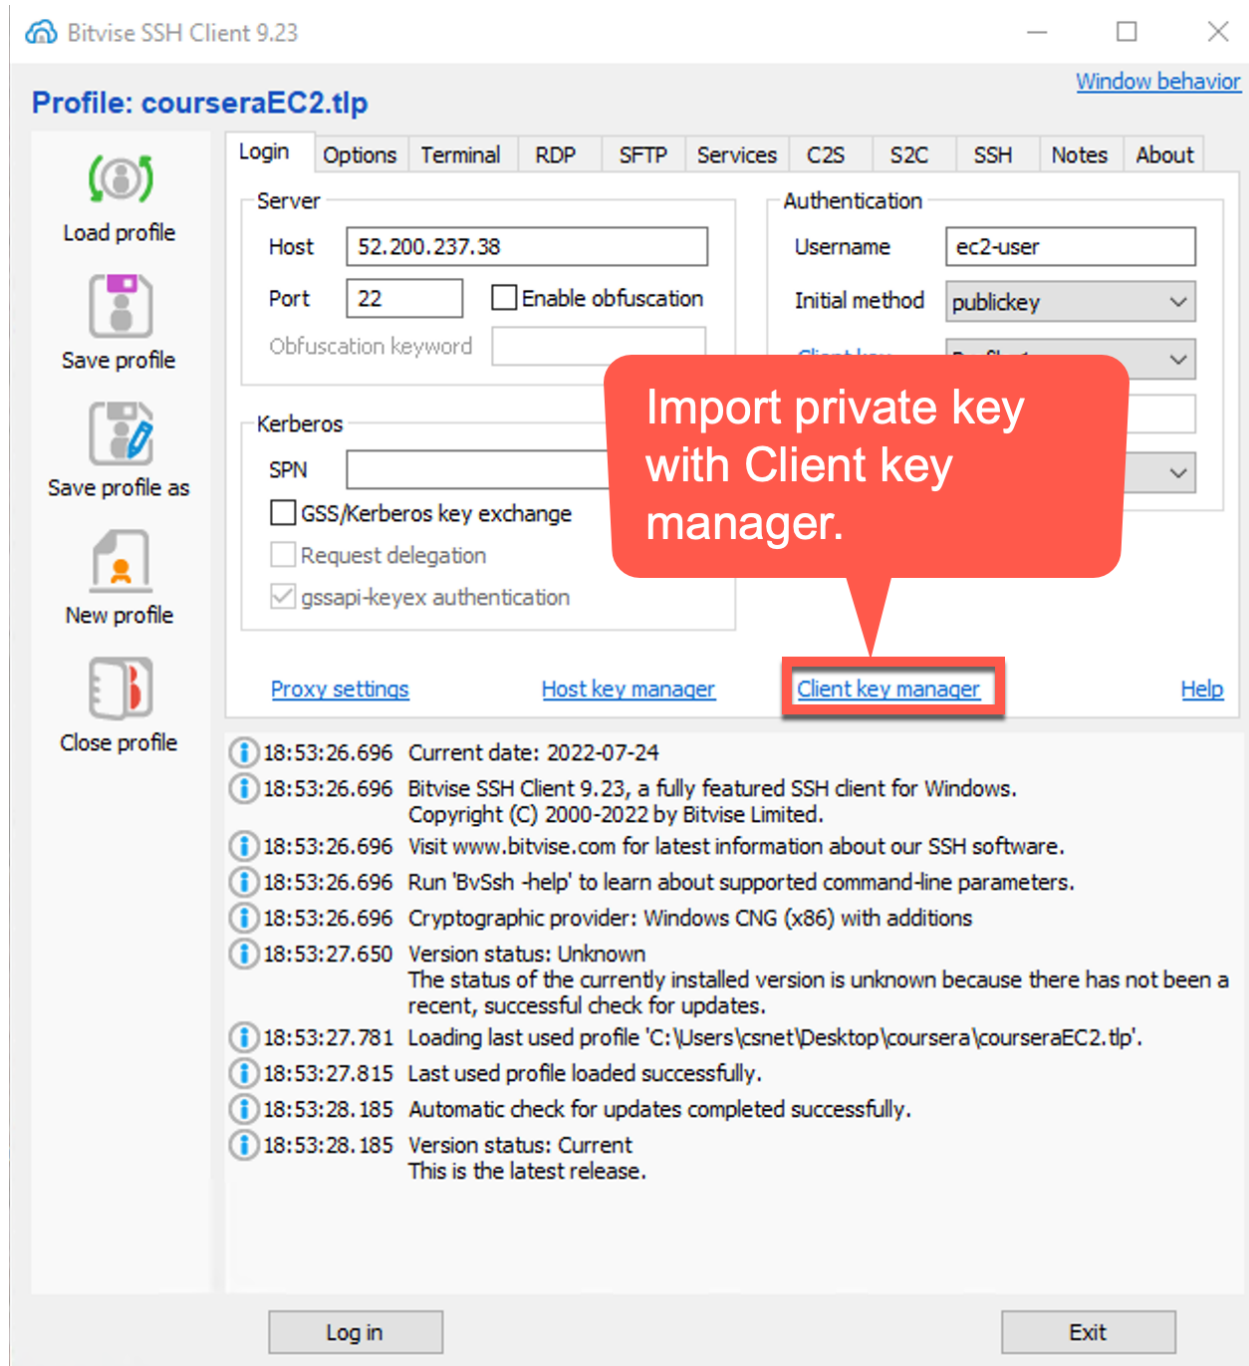 Bitvise SSH Client 9.23
Window behavior
Profile: courseraEC2.tlp
Load profile
Save profile
Save profile as
New profile
Close profile
Login Options Terminal RDP SFTP Services C2S S2C SSH Notes About
Server
Host 52.200.237.38
Port 22 Enable obfuscation
Obfuscation keyword
Authentication
Username ec2-user
Initial method publickey
Kerberos
SPN
GSS/Kerberos key exchange
Request delegation
gssapi-keyex authentication
Import private key
with Client key
manager.
Proxy settings Host key manager Client key manager Help
18:53:26.696 Current date: 2022-07-24
18:53:26.696 Bitvise SSH Client 9.23, a fully featured SSH client for Windows.
Copyright (C) 2000-2022 by Bitvise Limited.
18:53:26.696 Visit www.bitvise.com for latest information about our SSH software.
18:53:26.696 Run 'BvSsh -help' to learn about supported command-line parameters.
18:53:26.696 Cryptographic provider: Windows CNG (x86) with additions
18:53:27.650 Version status: Unknown
The status of the currently installed version is unknown because there has not been a
recent, successful check for updates.
18:53:27.781 Loading last used profile 'C:\Users\csnet\Desktop\coursera\courseraEC2.tlp'.
18:53:27.815 Last used profile loaded successfully.
18:53:28.185 Automatic check for updates completed successfully.
18:53:28.185 Version status: Current
This is the latest release.
Log in Exit